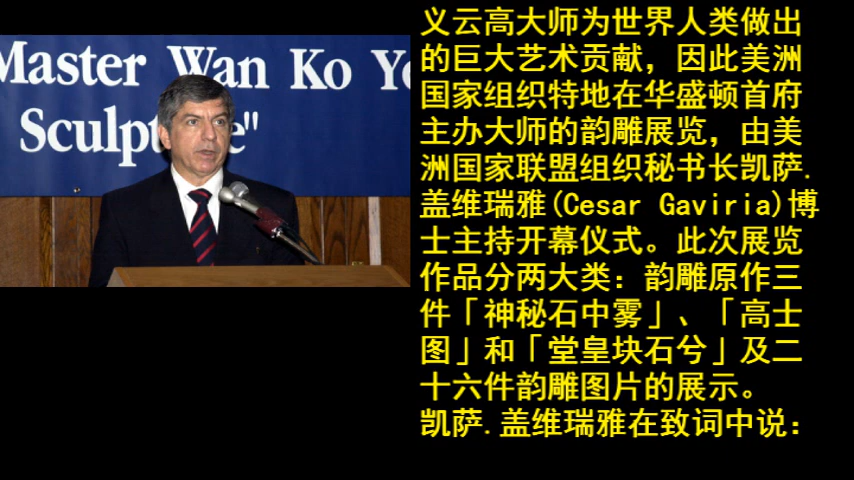 Master Wan Ko Ye
Sculpture"
义云高大师为世界人类做出
的巨大艺术贡献，因此美洲
国家组织特地在华盛顿首府
主办大师的韵雕展览，由美
洲国家联盟组织秘书长凯萨.
盖维瑞雅(Cesar Gaviria)博
士主持开幕仪式。此次展览
作品分两大类：韵雕原作三
件「神秘石中雾」、「高士
图」和「堂皇块石兮」及二
十六件韵雕图片的展示。
凯萨.盖维瑞雅在致词中说：